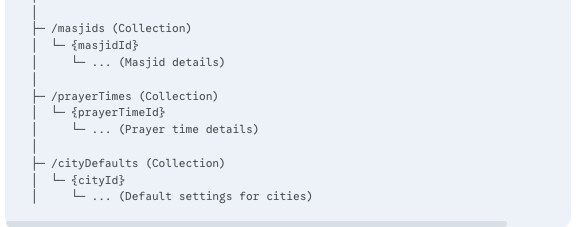 │
├─ /masjids (Collection)
│  └─ {masjidId}
│     └─ ... (Masjid details)
│
├─ /prayerTimes (Collection)
│  └─ {prayerTimeId}
│     └─ ... (Prayer time details)
│
├─ /cityDefaults (Collection)
│  └─ {cityId}
│     └─ ... (Default settings for cities)